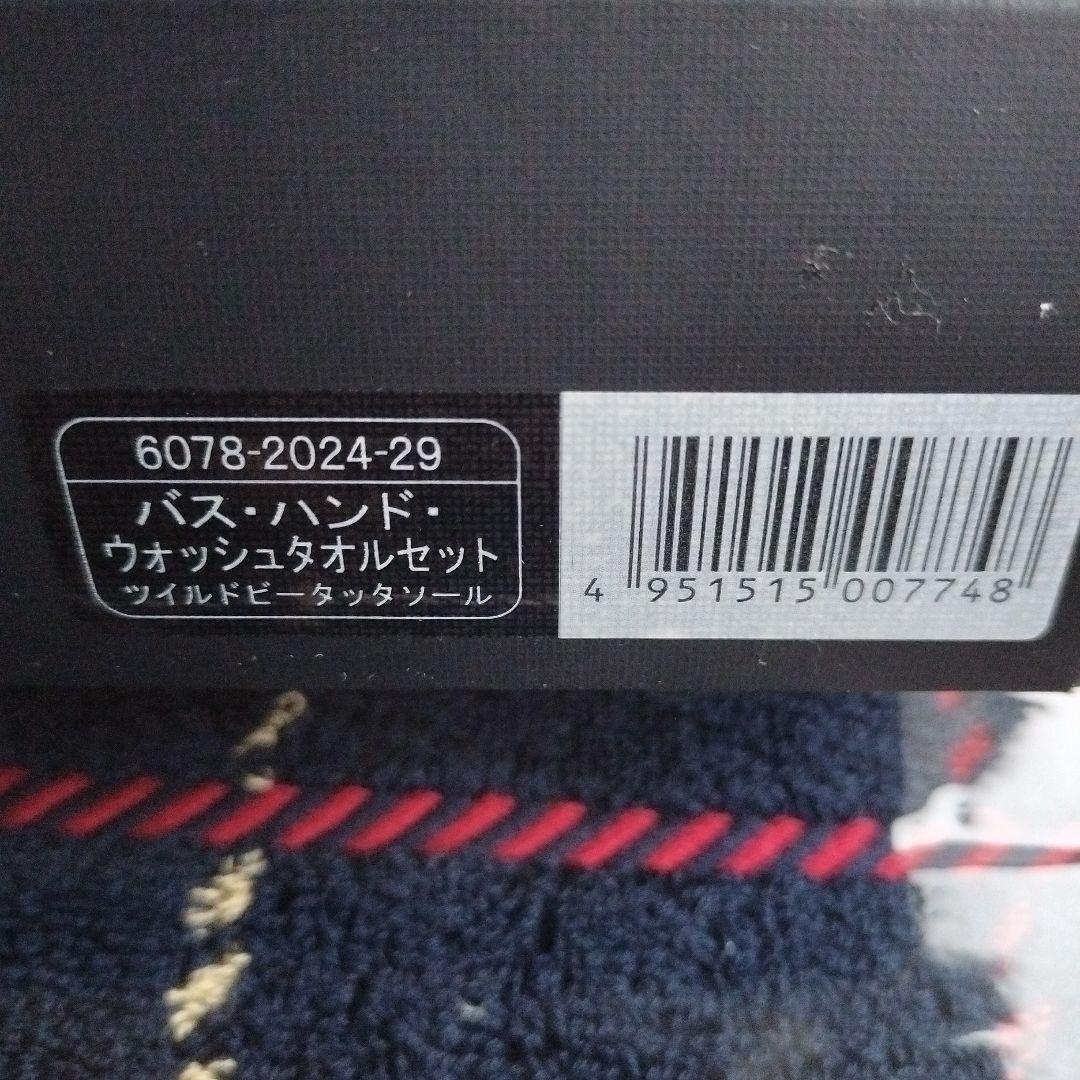 6078-2024-29
バス・ハンド・
ウォッシュタオルセット
ツイルドビータッタソール
4 951515 007748